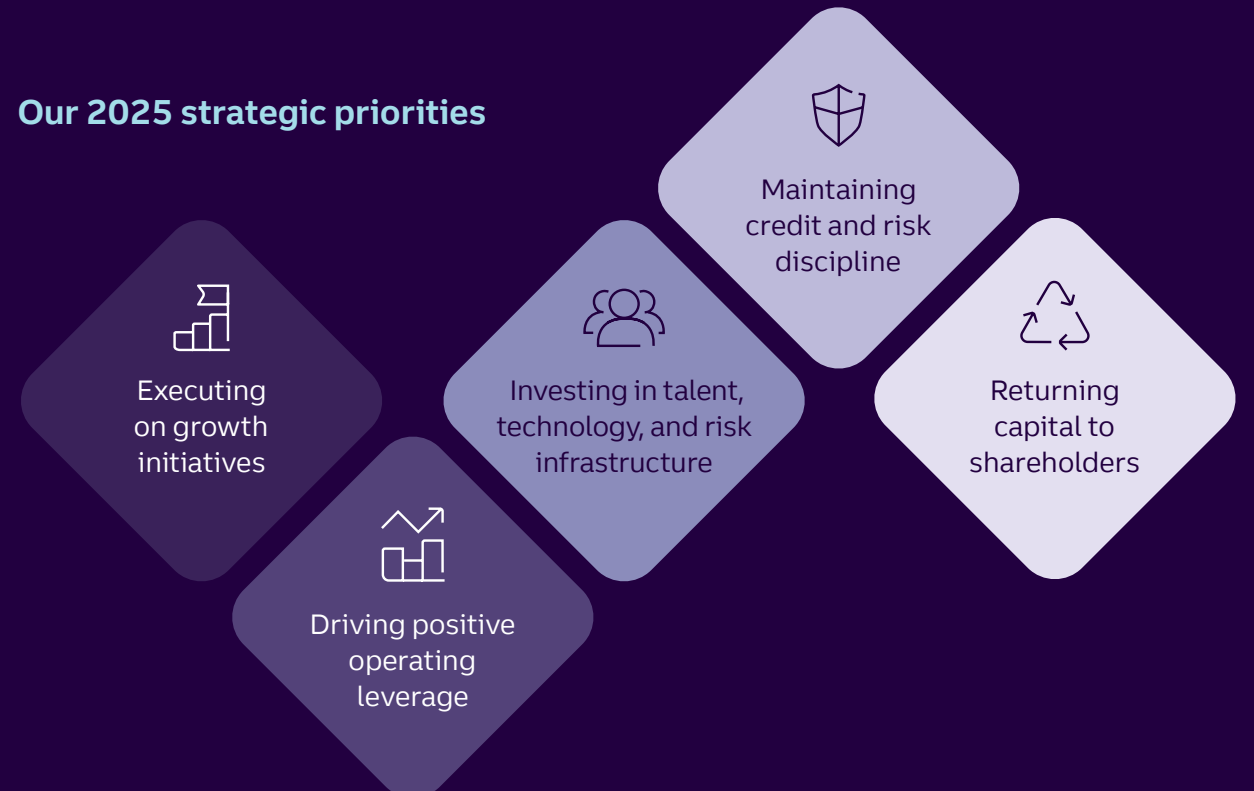 Our 2025 strategic priorities
Executing
on growth
initiatives
Driving positive
operating
leverage
Investing in talent,
technology, and risk
infrastructure
Maintaining
credit and risk
discipline
Returning
capital to
shareholders